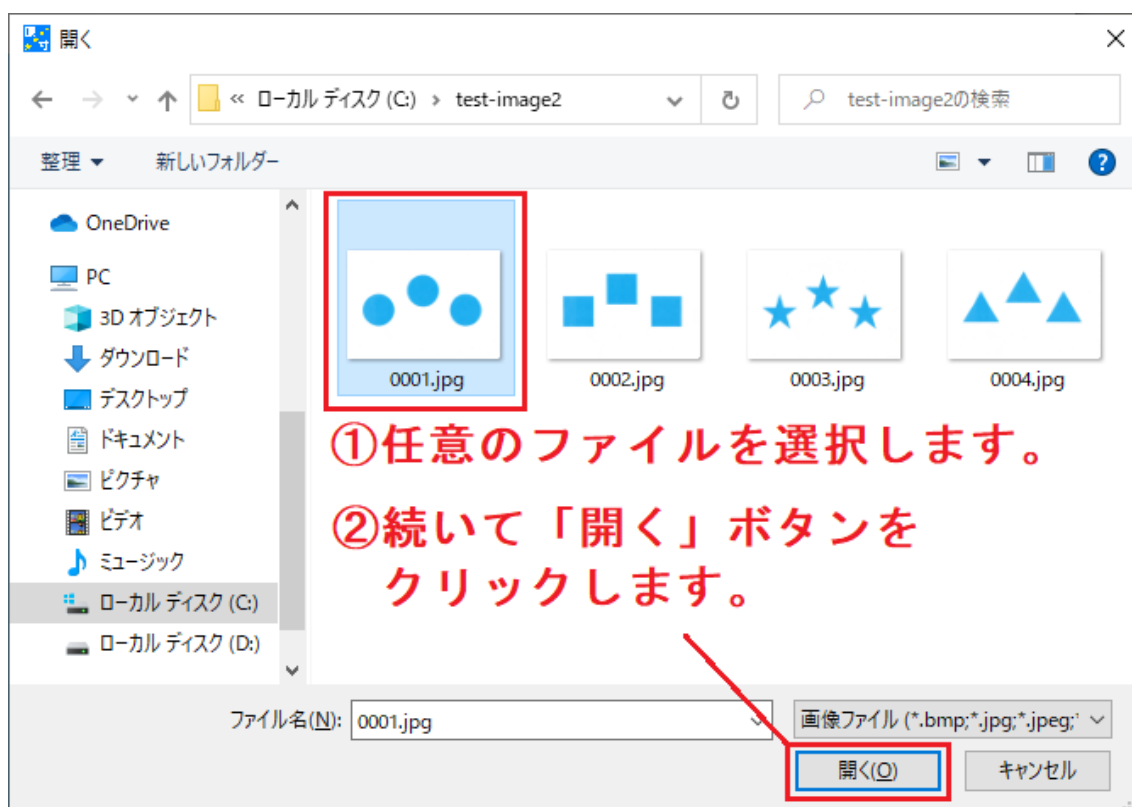 開く
« ローカル ディスク (C:) › test-image2
test-image2の検索
整理
新しいフォルダー
OneDrive
PC
3D オブジェクト
ダウンロード
デスクトップ
ドキュメント
ピクチャ
ビデオ
ミュージック
ローカル ディスク (C:)
ローカル ディスク (D:)
0001.jpg 0002.jpg 0003.jpg 0004.jpg
①任意のファイルを選択します。
②続いて「開く」ボタンを
クリックします。
ファイル名(N): 0001.jpg
画像ファイル (*.bmp;*.jpg;*.jpeg;*
開く(O) キャンセル